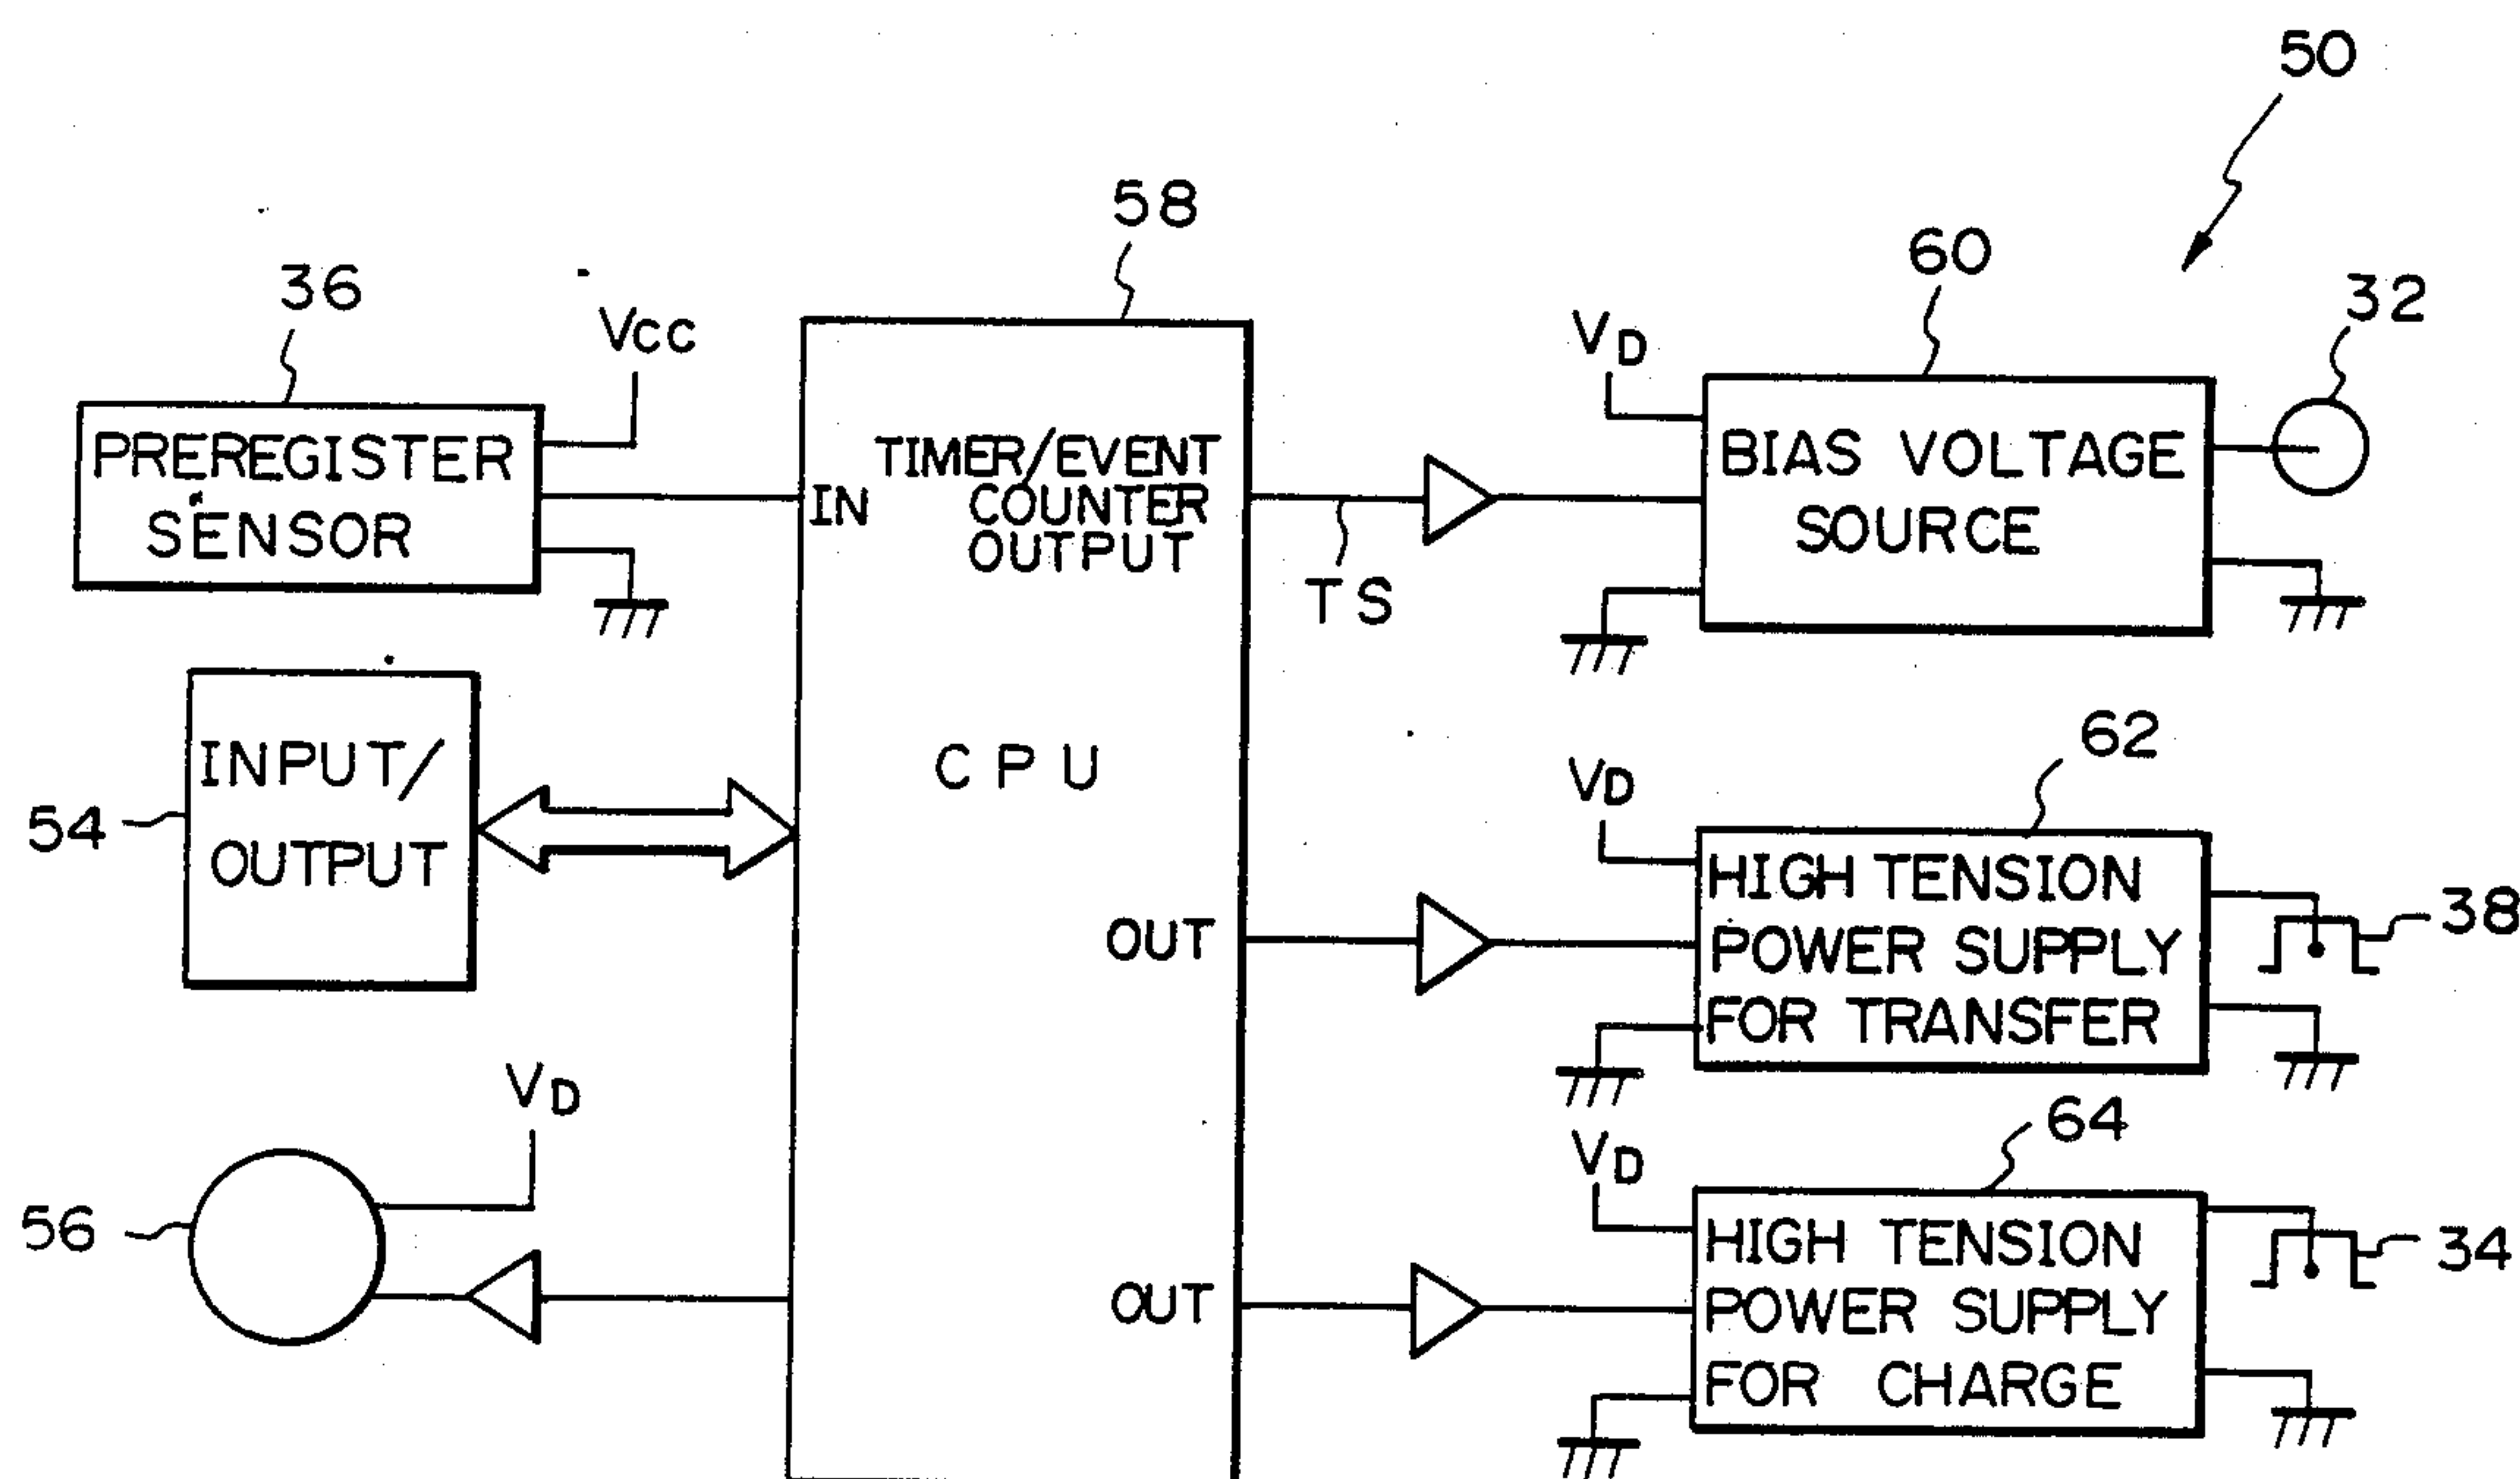 50
58
60
36
32
VCC
VD
PREREGISTER
SENSOR
IN
TIMER/EVENT
COUNTER
OUTPUT
TS
BIAS VOLTAGE
SOURCE
62
INPUT/
OUTPUT
54
CPU
VD
HIGH TENSION
POWER SUPPLY
FOR TRANSFER
38
OUT
VD
56
64
VD
HIGH TENSION
POWER SUPPLY
FOR CHARGE
34
OUT